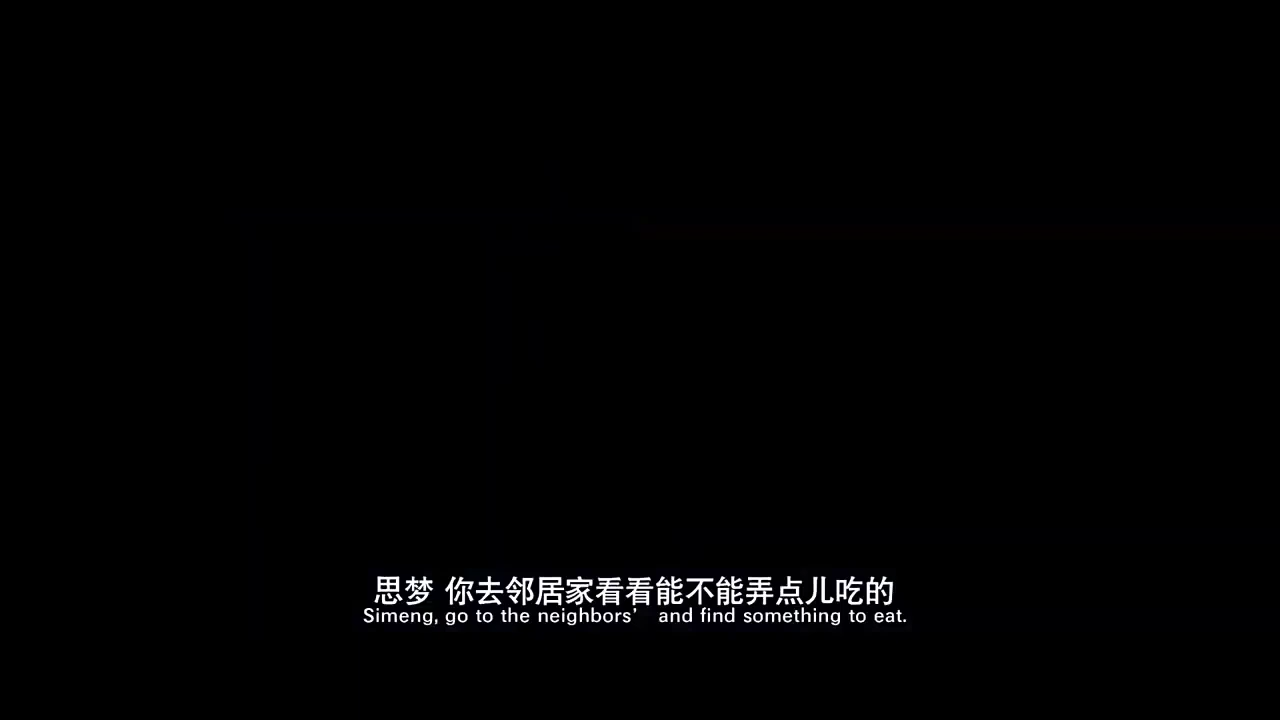 思梦 你去邻居家看看能不能弄点儿吃的
Simeng, go to the neighbors’ and find something to eat.